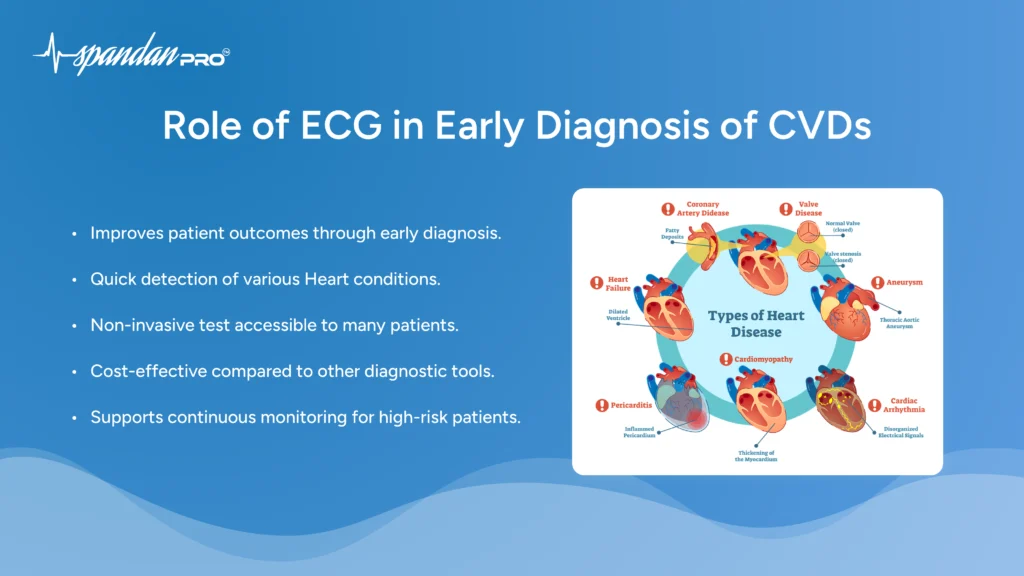 spandan PRO
Role of ECG in Early Diagnosis of CVDs
• Improves patient outcomes through early diagnosis.
• Quick detection of various Heart conditions.
• Non-invasive test accessible to many patients.
• Cost-effective compared to other diagnostic tools.
• Supports continuous monitoring for high-risk patients.
Coronary
Artery Didease
Fatty
Deposits
Valve
Disease
Normal Valve
(closed)
Valve stenosis
(closed)
Heart
Failure
Dilated
Ventricle
Aneurysm
Thoracic Aortic
Aneurysm
Types of Heart
Disease
Cardiomyopathy
Thickening of
the Myocardium
Pericarditis
Inflamed
Pericardium
Cardiac
Arrhythmia
Disorganized
Electrical Signals